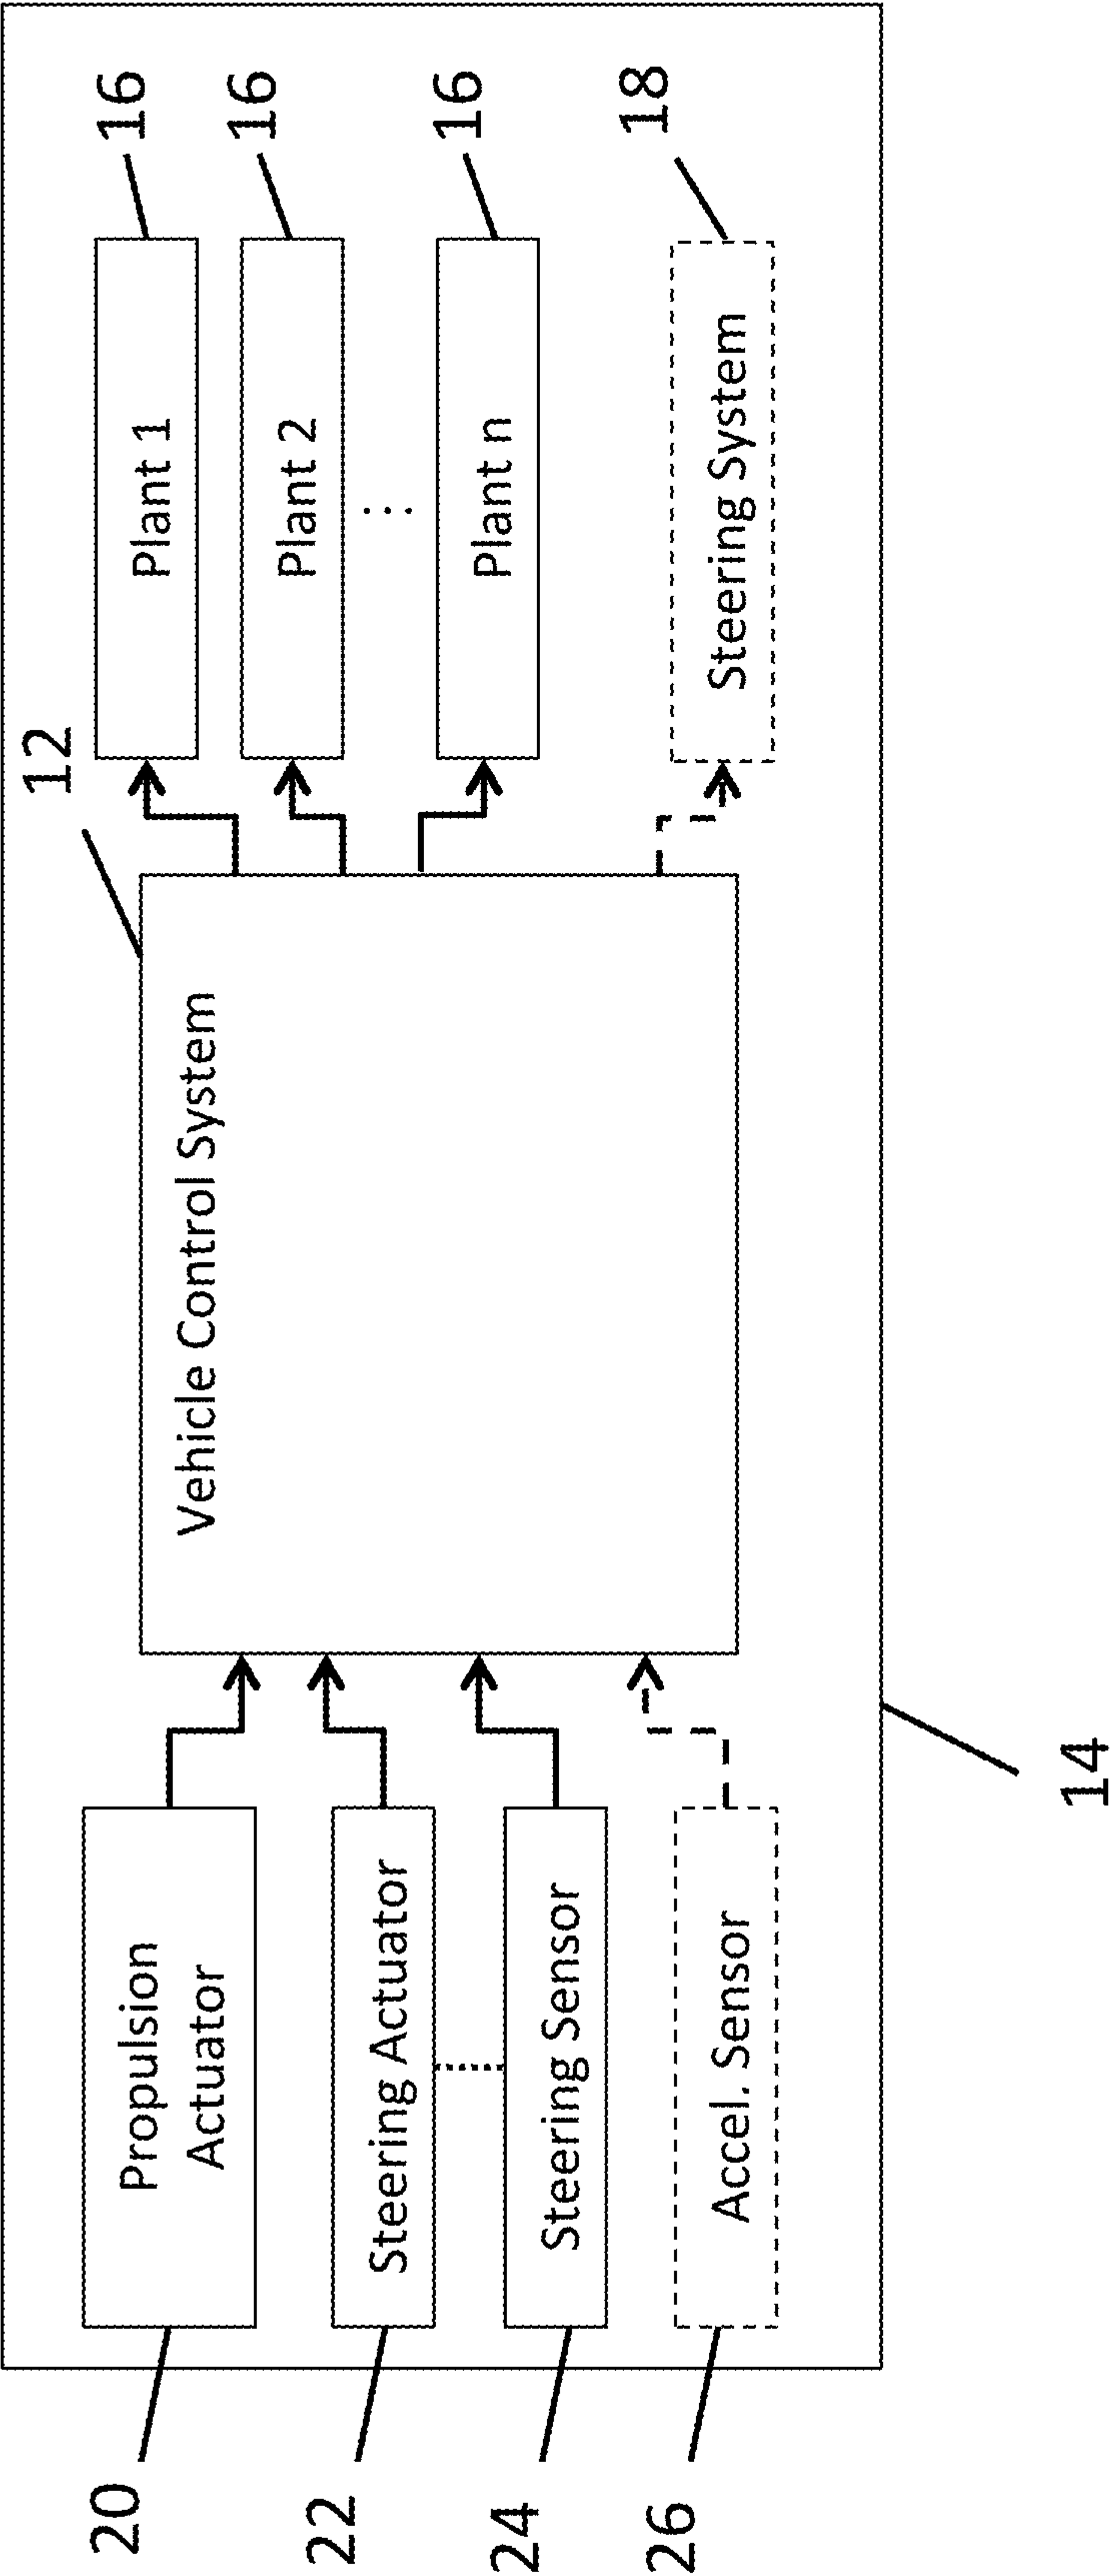 20
Propulsion
Actuator
22
Steering Actuator
24
Steering Sensor
26
Accel. Sensor
12
Vehicle Control System
Plant 1
16
Plant 2
16
...
Plant n
16
Steering System
18
14